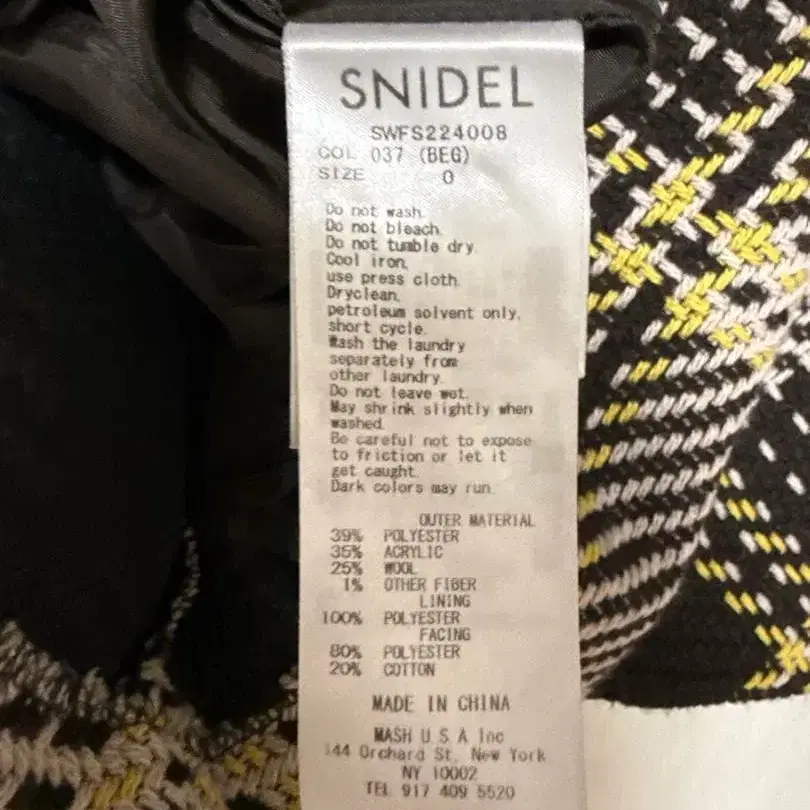 SNIDEL
SWFS224008
COL 037 (BEG)
SIZE 0
Do not wash.
Do not bleach.
Do not tumble dry.
Cool iron,
use press cloth.
Dryclean,
petroleum solvent only,
short cycle.
Wash the laundry
separately from
other laundry.
Do not leave wet.
May shrink slightly when
washed.
Be careful not to expose
to friction or let it
get caught.
Dark colors may run.
OUTER MATERIAL
39% POLYESTER
35% ACRYLIC
25% WOOL
1% OTHER FIBER
LINING
100% POLYESTER
FACING
80% POLYESTER
20% COTTON
MADE IN CHINA
MASH U S A Inc
144 Orchard St, New York
NY 10002
TEL 917 409 5520